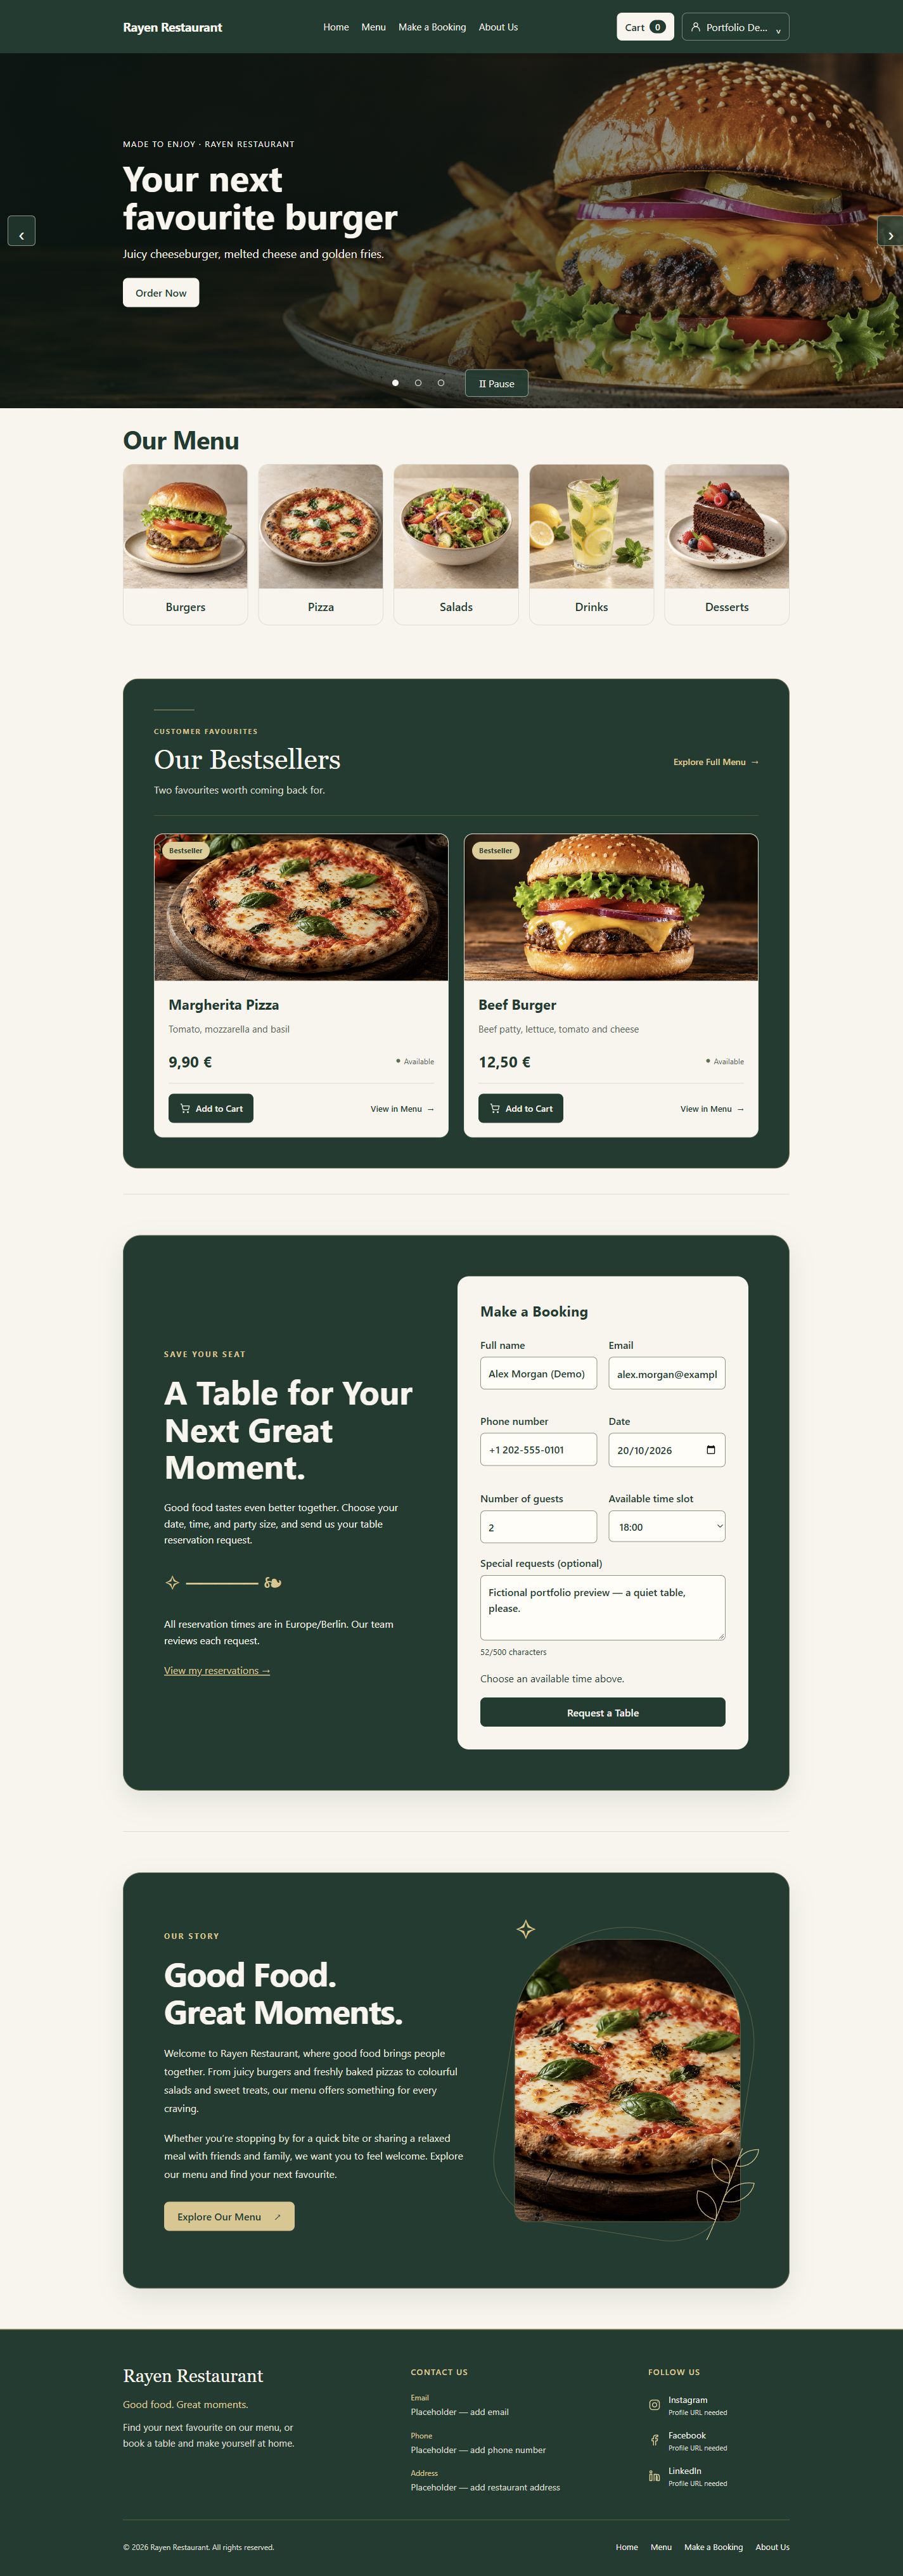 Rayen Restaurant
Home Menu Make a Booking About Us
Cart 0
Portfolio De...
MADE TO ENJOY · RAYEN RESTAURANT
Your next
favourite burger
Juicy cheeseburger, melted cheese and golden fries.
Order Now
Pause
Our Menu
Burgers
Pizza
Salads
Drinks
Desserts
CUSTOMER FAVOURITES
Our Bestsellers
Explore Full Menu →
Two favourites worth coming back for.
Bestseller
Margherita Pizza
Tomato, mozzarella and basil
9,90 €
• Available
Add to Cart
View in Menu →
Bestseller
Beef Burger
Beef patty, lettuce, tomato and cheese
12,50 €
• Available
Add to Cart
View in Menu →
SAVE YOUR SEAT
A Table for Your
Next Great
Moment.
Good food tastes even better together. Choose your
date, time, and party size, and send us your table
reservation request.
All reservation times are in Europe/Berlin. Our team
reviews each request.
View my reservations →
Make a Booking
Full name
Alex Morgan (Demo)
Email
alex.morgan@exampl
Phone number
+1 202-555-0101
Date
20/10/2026
Number of guests
2
Available time slot
18:00
Special requests (optional)
Fictional portfolio preview — a quiet table,
please.
52/500 characters
Choose an available time above.
Request a Table
OUR STORY
Good Food.
Great Moments.
Welcome to Rayen Restaurant, where good food brings people
together. From juicy burgers and freshly baked pizzas to colourful
salads and sweet treats, our menu offers something for every
craving.
Whether you're stopping by for a quick bite or sharing a relaxed
meal with friends and family, we want you to feel welcome. Explore
our menu and find your next favourite.
Explore Our Menu ↗
Rayen Restaurant
Good food. Great moments.
Find your next favourite on our menu, or
book a table and make yourself at home.
CONTACT US
Email
Placeholder — add email
Phone
Placeholder — add phone number
Address
Placeholder — add restaurant address
FOLLOW US
Instagram
Profile URL needed
Facebook
Profile URL needed
LinkedIn
Profile URL needed
© 2026 Rayen Restaurant. All rights reserved.
Home Menu Make a Booking About Us